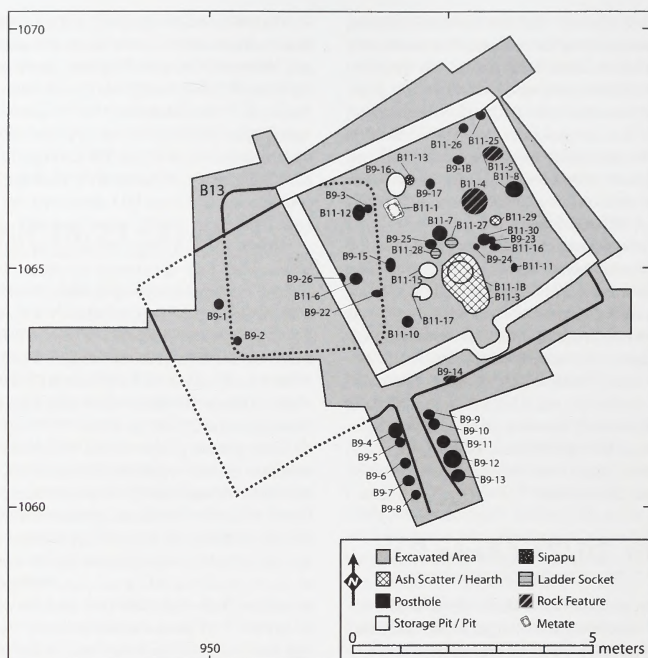 1070
B11-26
B11-25
B11-13
B9-16
B9-18
B11-5
B11-8
B13
B9-3
B9-17
B11-4
B11-12
B11-1
B11-7
B11-29
B11-27
B11-30
B9-25
B9-23
B11-28
B11-16
B9-15
B9-24
1065
B9-26
B11-11
B11-6
B11-15
B11-18
B9-22
B11-3
B9-1
B11-17
B11-10
B9-2
B9-14
B9-9
B9-4
B9-10
B9-5
B9-11
B9-6
B9-12
B9-7
B9-13
B9-8
1060
Excavated Area
Sipapu
Ash Scatter / Hearth
Ladder Socket
N
Posthole
Rock Feature
Storage Pit / Pit
Metate
0 5
meters
950